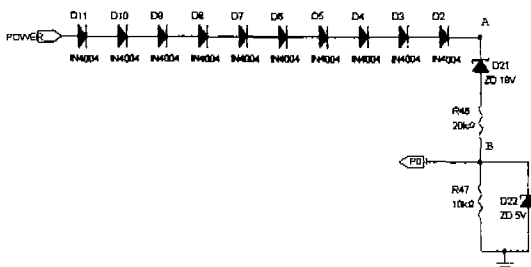 D11 D10 D9 D8 D7 D6 D5 D4 D3 D2 A
POWER
IN4004 IN4004 IN4004 IN4004 IN4004 IN4004 IN4004 IN4004 IN4004 IN4004
D21
ZD 18V
R48
20kΩ
B
P0
R47
10kΩ
D22
ZD 5V